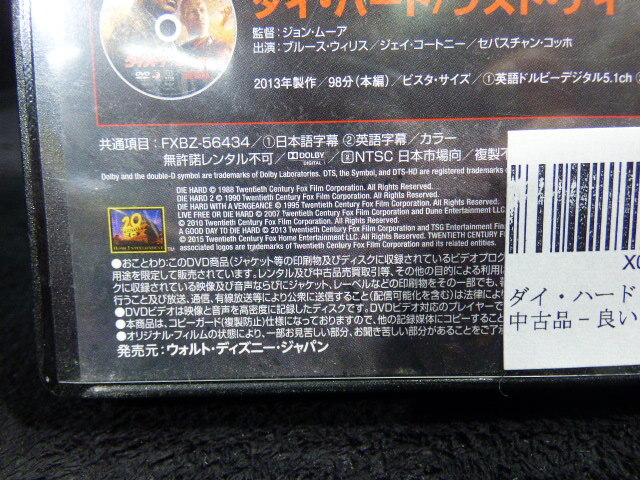 ダイ・ハード/ラスト・デイ
監督：ジョン・ムーア
出演：ブルース・ウィリス／ジェイ・コートニー／セバスチャン・コッホ
2013年製作／98分（本編）／ビスタ・サイズ／①英語ドルビーデジタル5.1ch
共通項目：FXBZ-56434／①日本語字幕 ②英語字幕／カラー
無許諾レンタル不可／DOLBY DIGITAL／2 NTSC 日本市場向／複製不
Dolby and the double-D symbol are trademarks of Dolby Laboratories. DTS, the Symbol, and DTS-HD are registered trademarks
DIE HARD © 1988 Twentieth Century Fox Film Corporation. All Rights Reserved.
DIE HARD 2 © 1990 Twentieth Century Fox Film Corporation. All Rights Reserved.
DIE HARD WITH A VENGEANCE © 1995 Twentieth Century Fox Film Corporation. All Rights Reserved.
LIVE FREE OR DIE HARD © 2007 Twentieth Century Fox Film Corporation and Dune Entertainment
© 2010 Twentieth Century Fox Film Corporation. All Rights Reserved.
A GOOD DAY TO DIE HARD © 2013 Twentieth Century Fox Film Corporation and TSG Entertainment
© 2015 Twentieth Century Fox Home Entertainment LLC. All Rights Reserved. TWENTIETH CENTURY F
associated logos are trademarks of Twentieth Century Fox Film Corporation and its related entities.
●おことわり：このDVD商品（ジャケット等の印刷物及びディスクに収録されているビデオプログ
用途を限定して販売されています。レンタル及び中古品売買取引等、その他の目的による利用
クに収録されている映像及び音声ならびにジャケット、レーベルなどの印刷物をその一部でも、
行うこと及び放送、通信、有線放送等により公衆に送信すること（配信可能化を含む）は法律によ
●DVDビデオは映像と音声を高密度に記録したディスクです。DVDビデオ対応のプレイヤーで
●本商品は、コピーガード（複製防止）仕様になっておりますので、他の記録媒体にコピーすること
●オリジナル・フィルムの状態により、一部お見苦しい部分、お聞き苦しい部分があることをご了
発売元：ウォルト・ディズニー・ジャパン
X0
ダイ・ハード
中古品－良い